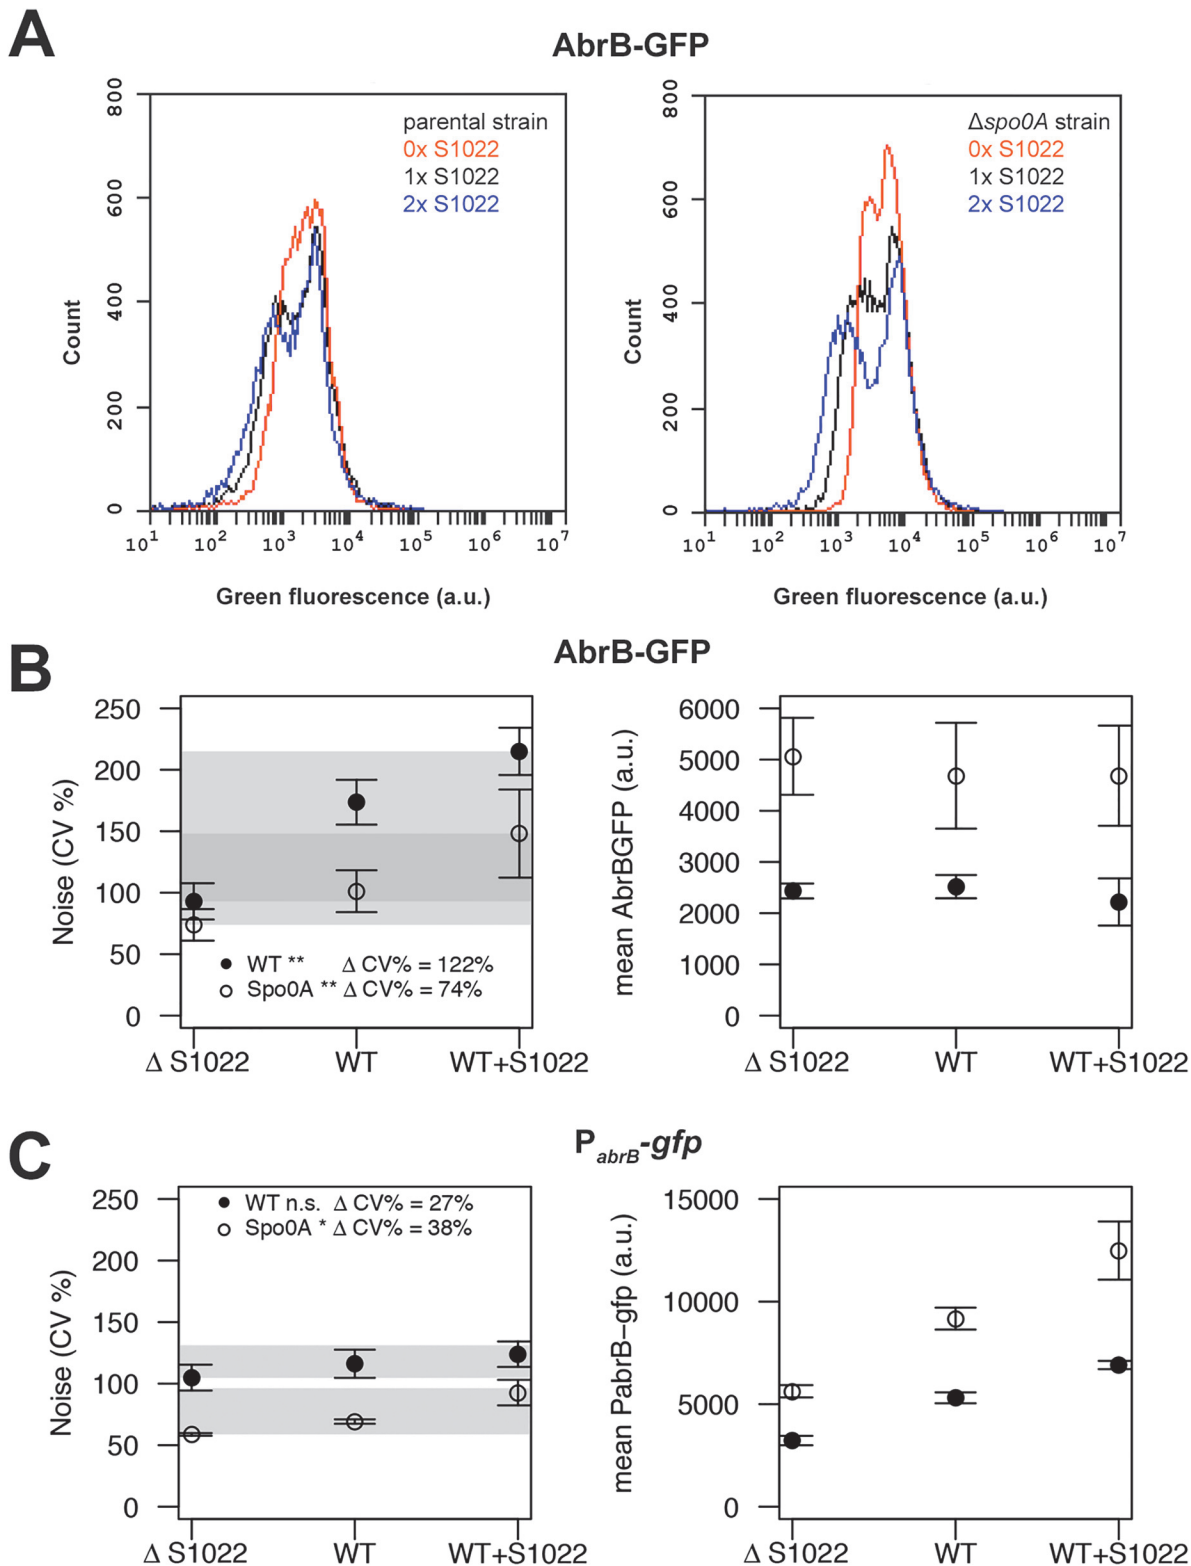 A
AbrB-GFP
800
600
400
200
0
Count
parental strain
0x S1022
1x S1022
2x S1022
10¹ 10² 10³ 10⁴ 10⁵ 10⁶ 10⁷
Green fluorescence (a.u.)
800
600
400
200
0
Count
Δspo0A strain
0x S1022
1x S1022
2x S1022
10¹ 10² 10³ 10⁴ 10⁵ 10⁶ 10⁷
Green fluorescence (a.u.)
B
AbrB-GFP
250
200
150
100
50
0
Noise (CV %)
WT ** Δ CV% = 122%
Spo0A ** Δ CV% = 74%
Δ S1022 WT WT+S1022
6000
5000
4000
3000
2000
1000
0
mean AbrBGFP (a.u.)
Δ S1022 WT WT+S1022
C
PabrB-gfp
250
200
150
100
50
0
Noise (CV %)
WT n.s. Δ CV% = 27%
Spo0A * Δ CV% = 38%
Δ S1022 WT WT+S1022
15000
10000
5000
0
mean PabrB–gfp (a.u.)
Δ S1022 WT WT+S1022